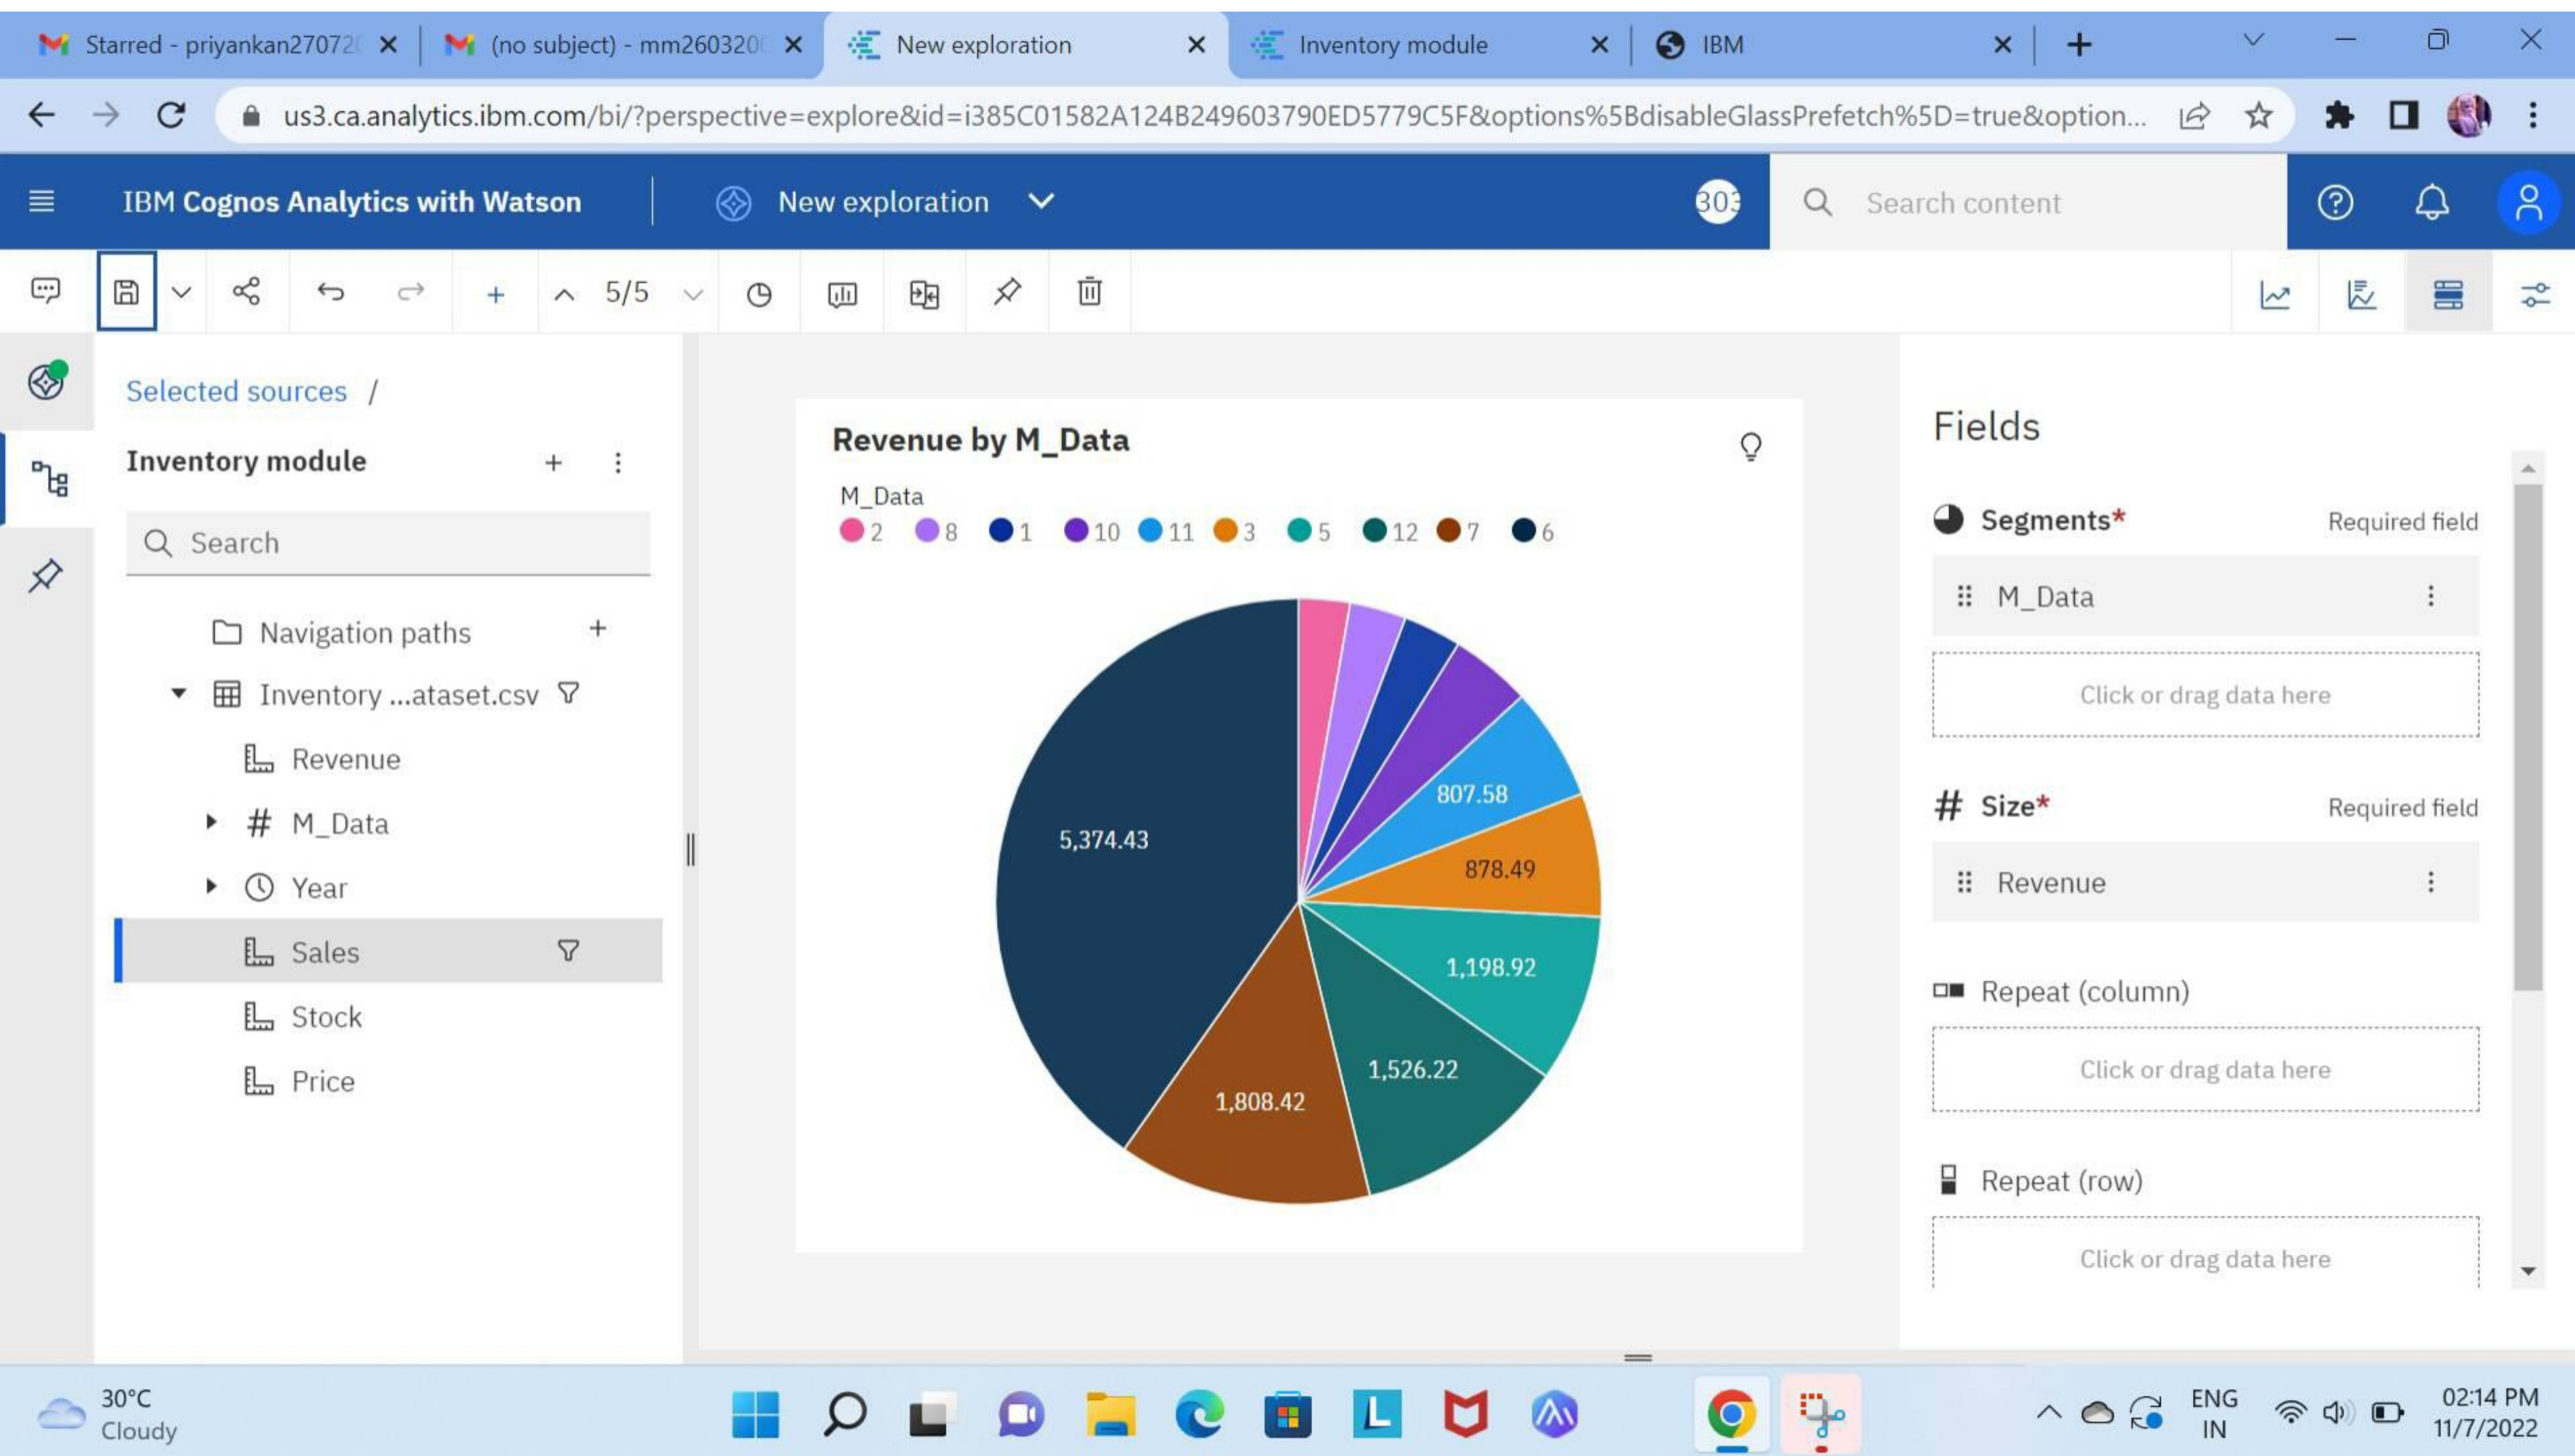 Starred - priyankan270720
(no subject) - mm2603200
New exploration
Inventory module
IBM
us3.ca.analytics.ibm.com/bi/?perspective=explore&id=i385C01582A124B249603790ED5779C5F&options%5BdisableGlassPrefetch%5D=true&option...
IBM Cognos Analytics with Watson
New exploration
303
Search content
5/5
Selected sources /
Inventory module
Search
Navigation paths
Inventory ...ataset.csv
Revenue
M_Data
Year
Sales
Stock
Price
Revenue by M_Data
M_Data
2 8 1 10 11 3 5 12 7 6
807.58
5,374.43
878.49
1,198.92
1,526.22
1,808.42
Fields
Segments* Required field
M_Data
Click or drag data here
# Size* Required field
Revenue
Repeat (column)
Click or drag data here
Repeat (row)
Click or drag data here
30°C
Cloudy
ENG
IN
02:14 PM
11/7/2022